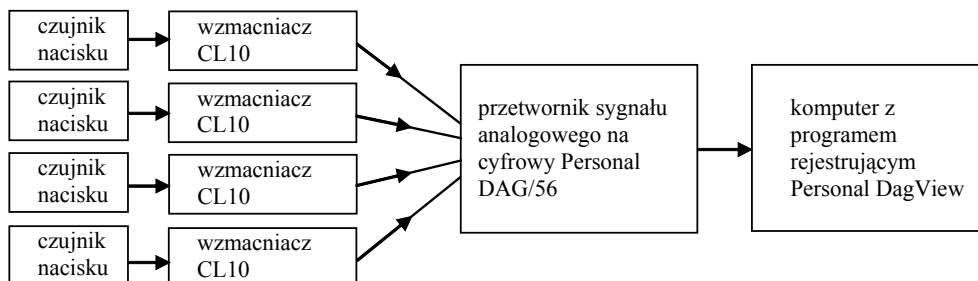 czujnik
nacisku
wzmacniacz
CL10
czujnik
nacisku
wzmacniacz
CL10
czujnik
nacisku
wzmacniacz
CL10
czujnik
nacisku
wzmacniacz
CL10
przetwornik sygnału
analogowego na
cyfrowy Personal
DAG/56
komputer z
programem
rejestrującym
Personal DagView